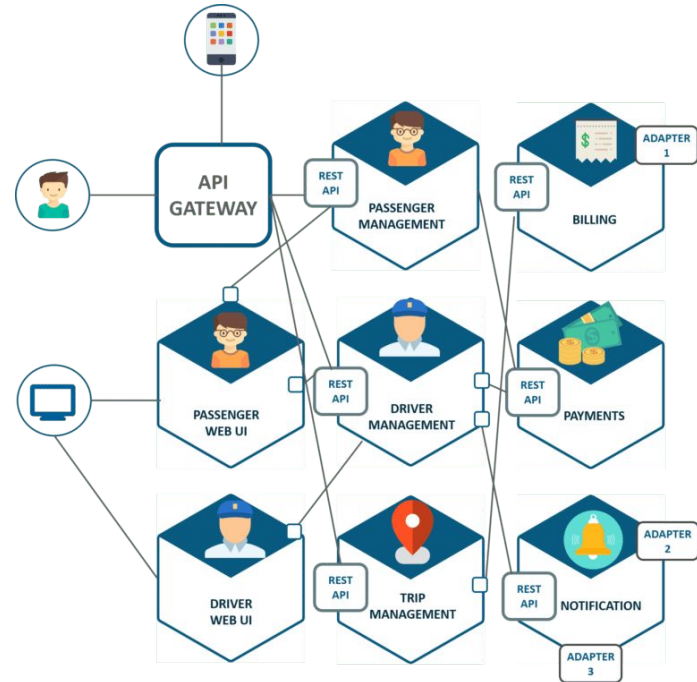 API
GATEWAY
REST
API
PASSENGER
MANAGEMENT
REST
API
BILLING
ADAPTER
1
PASSENGER
WEB UI
REST
API
DRIVER
MANAGEMENT
REST
API
PAYMENTS
DRIVER
WEB UI
REST
API
TRIP
MANAGEMENT
REST
API
NOTIFICATION
ADAPTER
2
ADAPTER
3